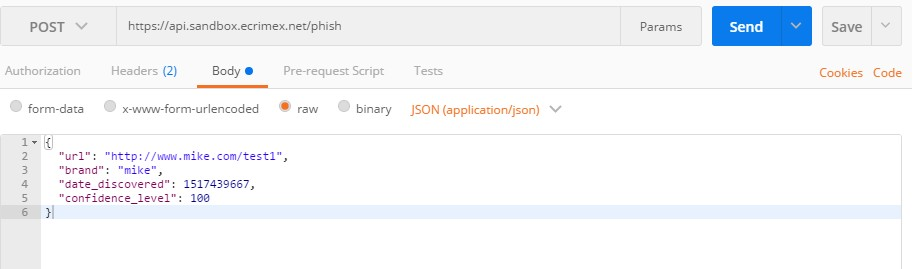 POST https://api.sandbox.ecrimex.net/phish Params Send Save
Authorization Headers (2) Body Pre-request Script Tests Cookies Code
form-data x-www-form-urlencoded raw binary JSON (application/json)
1 {
2 "url": "http://www.mike.com/test1",
3 "brand": "mike",
4 "date_discovered": 1517439667,
5 "confidence_level": 100
6 }